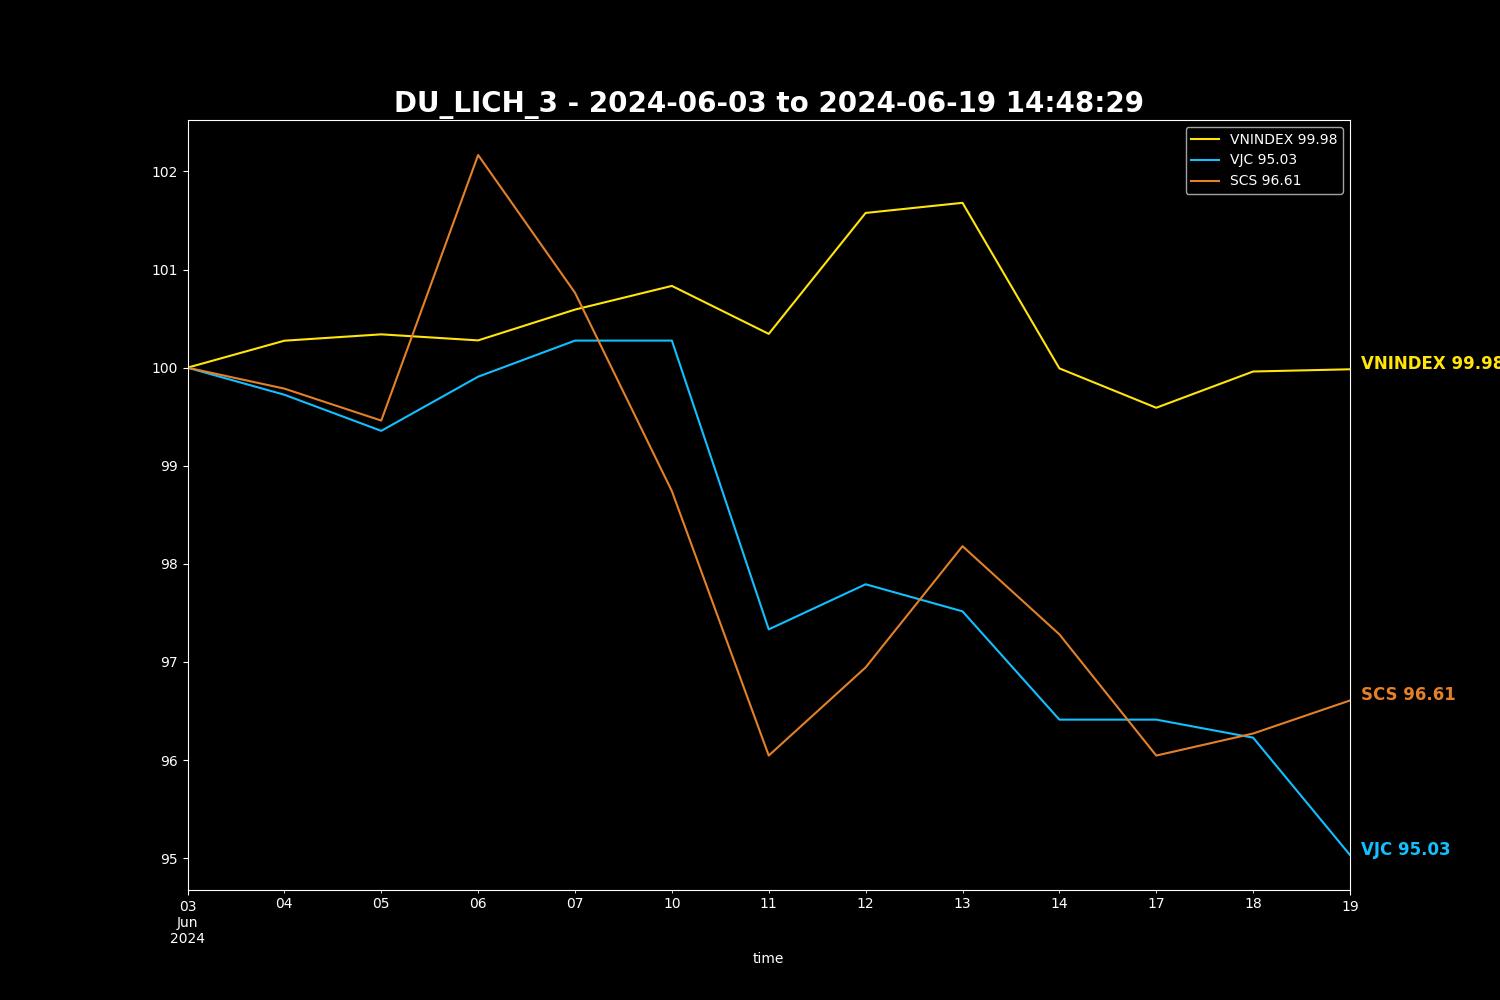 DU_LICH_3 - 2024-06-03 to 2024-06-19 14:48:29
VNINDEX 99.98
VJC 95.03
SCS 96.61
102
101
100
99
98
97
96
95
VNINDEX 99.98
SCS 96.61
VJC 95.03
03 04 05 06 07 10 11 12 13 14 17 18 19
Jun
2024
time